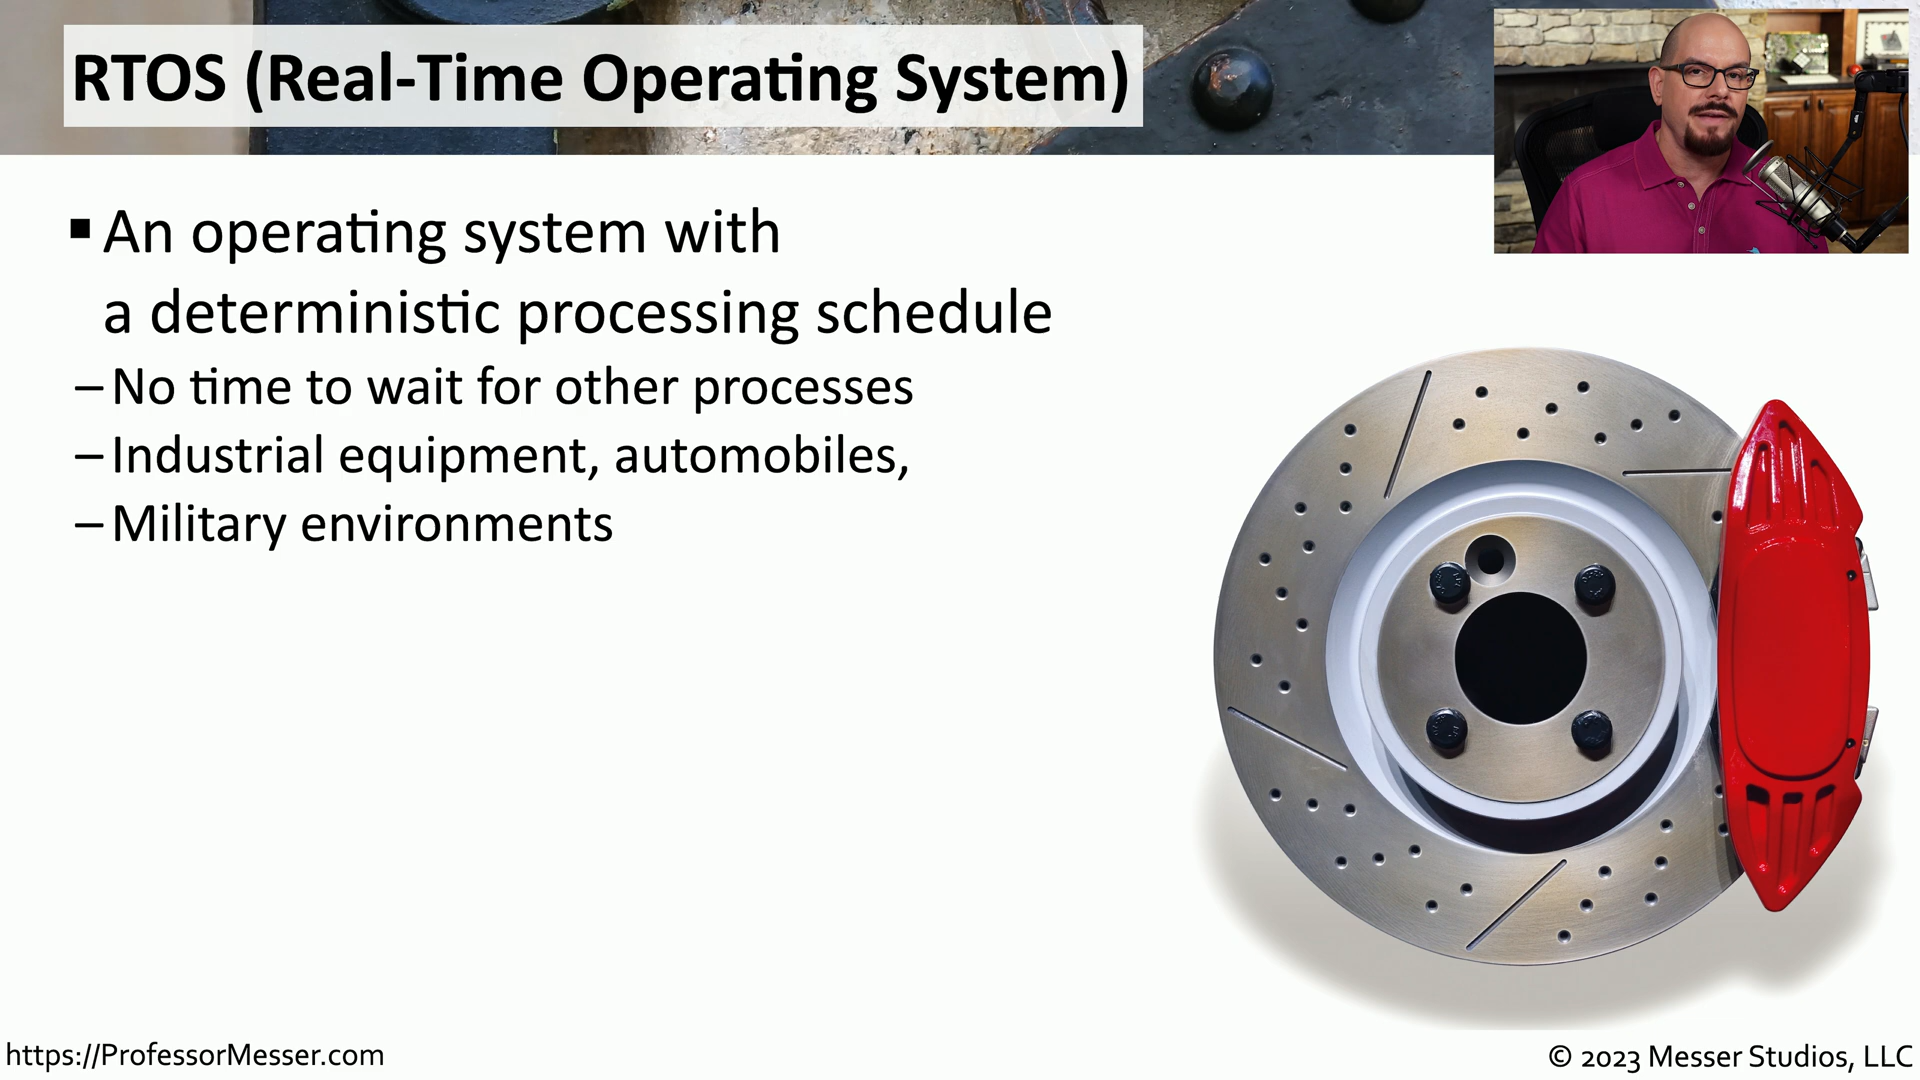 RTOS (Real-Time Operating System)
▪ An operating system with
a deterministic processing schedule
– No time to wait for other processes
– Industrial equipment, automobiles,
– Military environments
https://ProfessorMesser.com
© 2023 Messer Studios, LLC